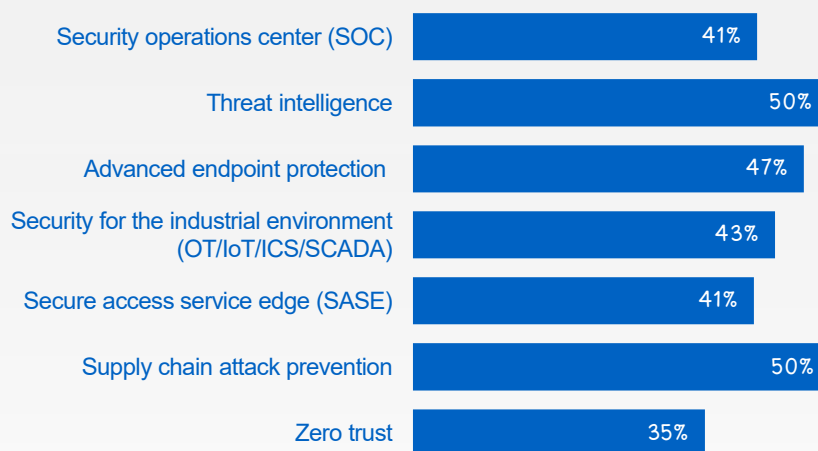 Security operations center (SOC) 41%
Threat intelligence 50%
Advanced endpoint protection 47%
Security for the industrial environment
(OT/IoT/ICS/SCADA) 43%
Secure access service edge (SASE) 41%
Supply chain attack prevention 50%
Zero trust 35%